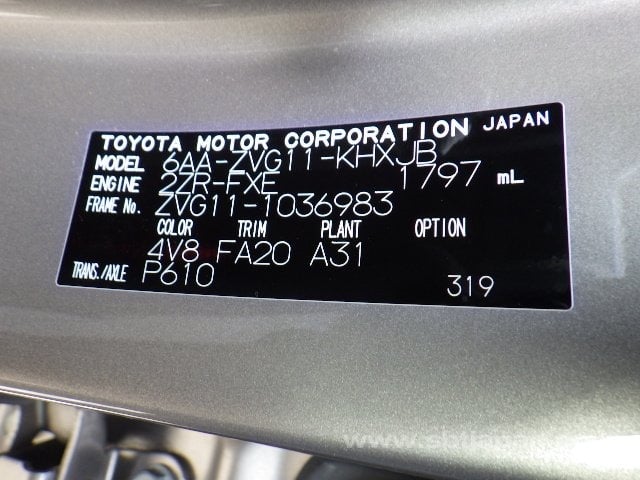 TOYOTA MOTOR CORPORATION JAPAN
MODEL 6AA-ZVG11-KHXJB
ENGINE 2ZR-FXE 1797 mL
FRAME No. ZVG11-1036983
COLOR TRIM PLANT OPTION
4V8 FA20 A31
TRANS./AXLE P610 319